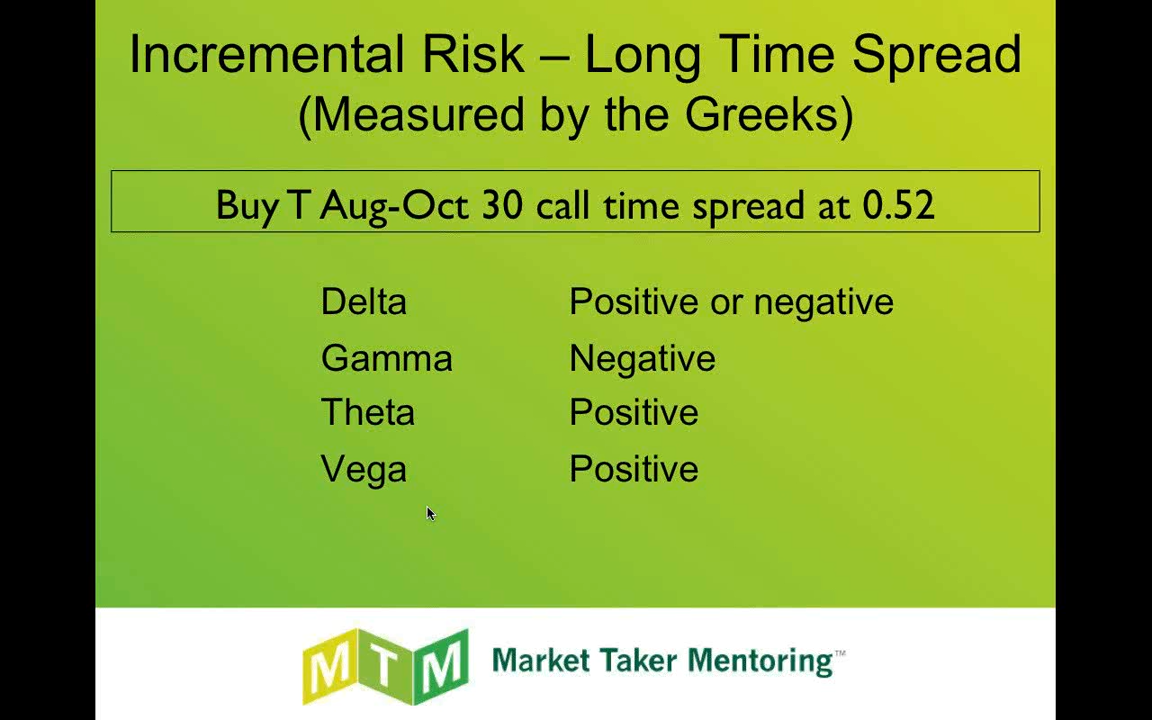 Incremental Risk – Long Time Spread
(Measured by the Greeks)
Buy T Aug-Oct 30 call time spread at 0.52
Delta Positive or negative
Gamma Negative
Theta Positive
Vega Positive
MTM Market Taker Mentoring™